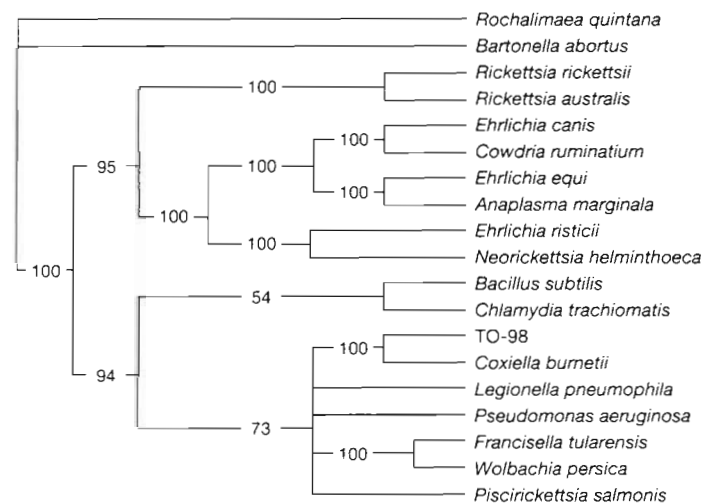 Rochalimaea quintana
Bartonella abortus
Rickettsia rickettsii
100
Rickettsia australis
Ehrlichia canis
100
Cowdria ruminatium
95
100
Ehrlichia equi
100
Anaplasma marginala
100
Ehrlichia risticii
100
Neorickettsia helminthoeca
100
Bacillus subtilis
54
Chlamydia trachiomatis
TO-98
100
Coxiella burnetii
94
Legionella pneumophila
Pseudomonas aeruginosa
73
Francisella tularensis
100
Wolbachia persica
Piscirickettsia salmonis